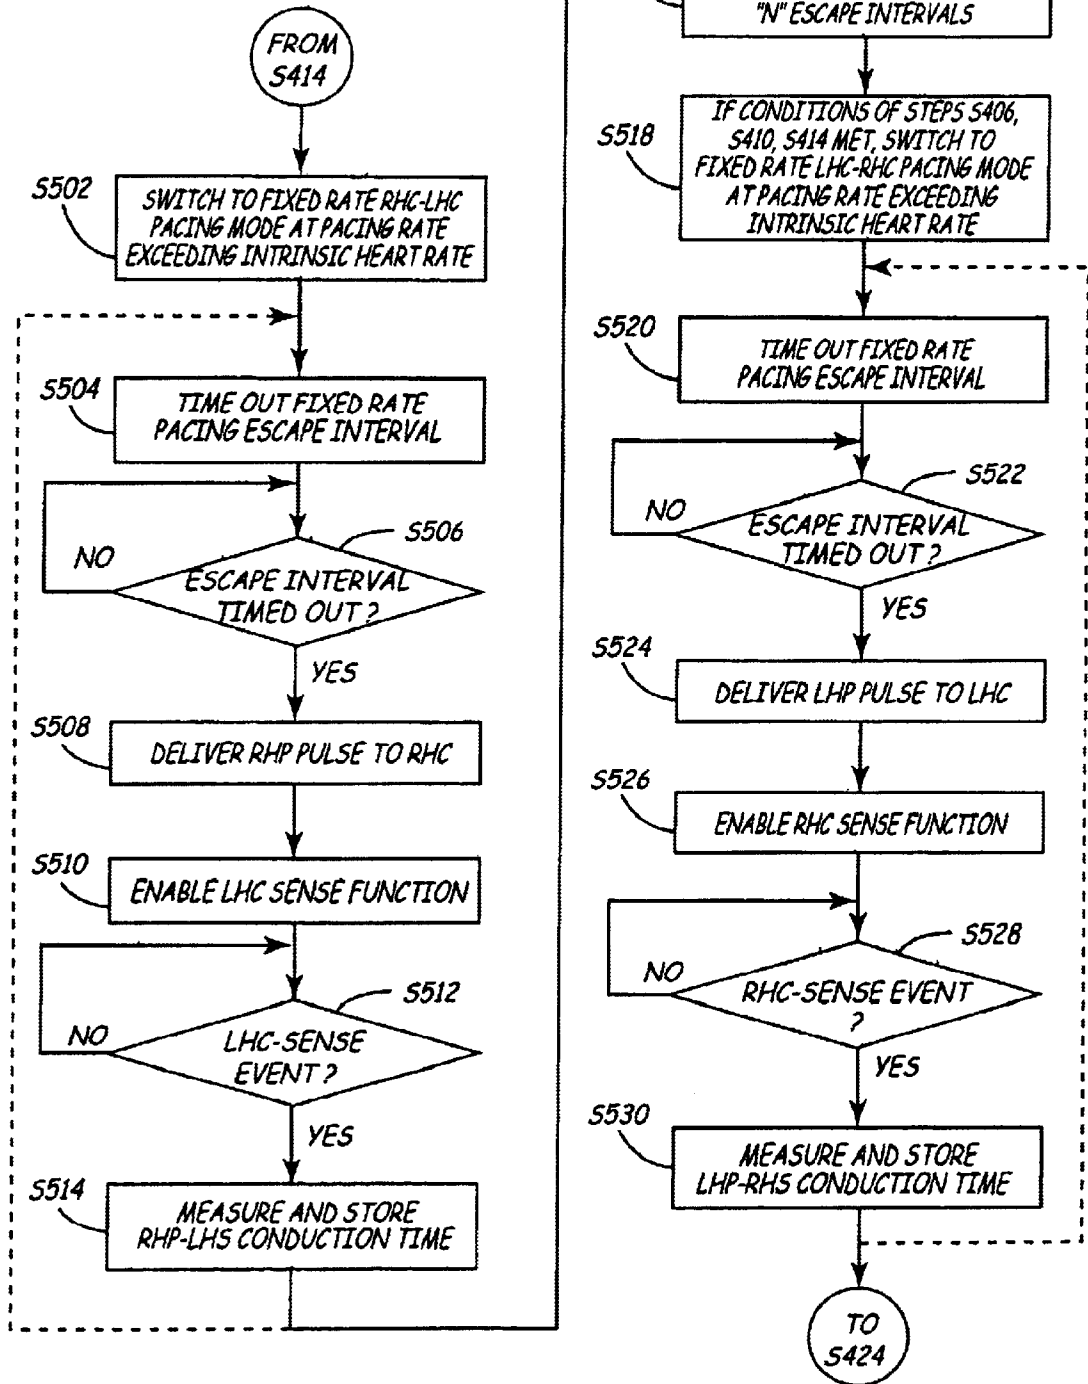 FROM
S414
S502
SWITCH TO FIXED RATE RHC-LHC
PACING MODE AT PACING RATE
EXCEEDING INTRINSIC HEART RATE
S504
TIME OUT FIXED RATE
PACING ESCAPE INTERVAL
S506
NO
ESCAPE INTERVAL
TIMED OUT ?
YES
S508
DELIVER RHP PULSE TO RHC
S510
ENABLE LHC SENSE FUNCTION
S512
NO
LHC-SENSE
EVENT ?
YES
S514
MEASURE AND STORE
RHP-LHS CONDUCTION TIME
"N" ESCAPE INTERVALS
S518
IF CONDITIONS OF STEPS S406,
S410, S414 MET, SWITCH TO
FIXED RATE LHC-RHC PACING MODE
AT PACING RATE EXCEEDING
INTRINSIC HEART RATE
S520
TIME OUT FIXED RATE
PACING ESCAPE INTERVAL
S522
NO
ESCAPE INTERVAL
TIMED OUT ?
YES
S524
DELIVER LHP PULSE TO LHC
S526
ENABLE RHC SENSE FUNCTION
S528
NO
RHC-SENSE EVENT
?
YES
S530
MEASURE AND STORE
LHP-RHS CONDUCTION TIME
TO
S424